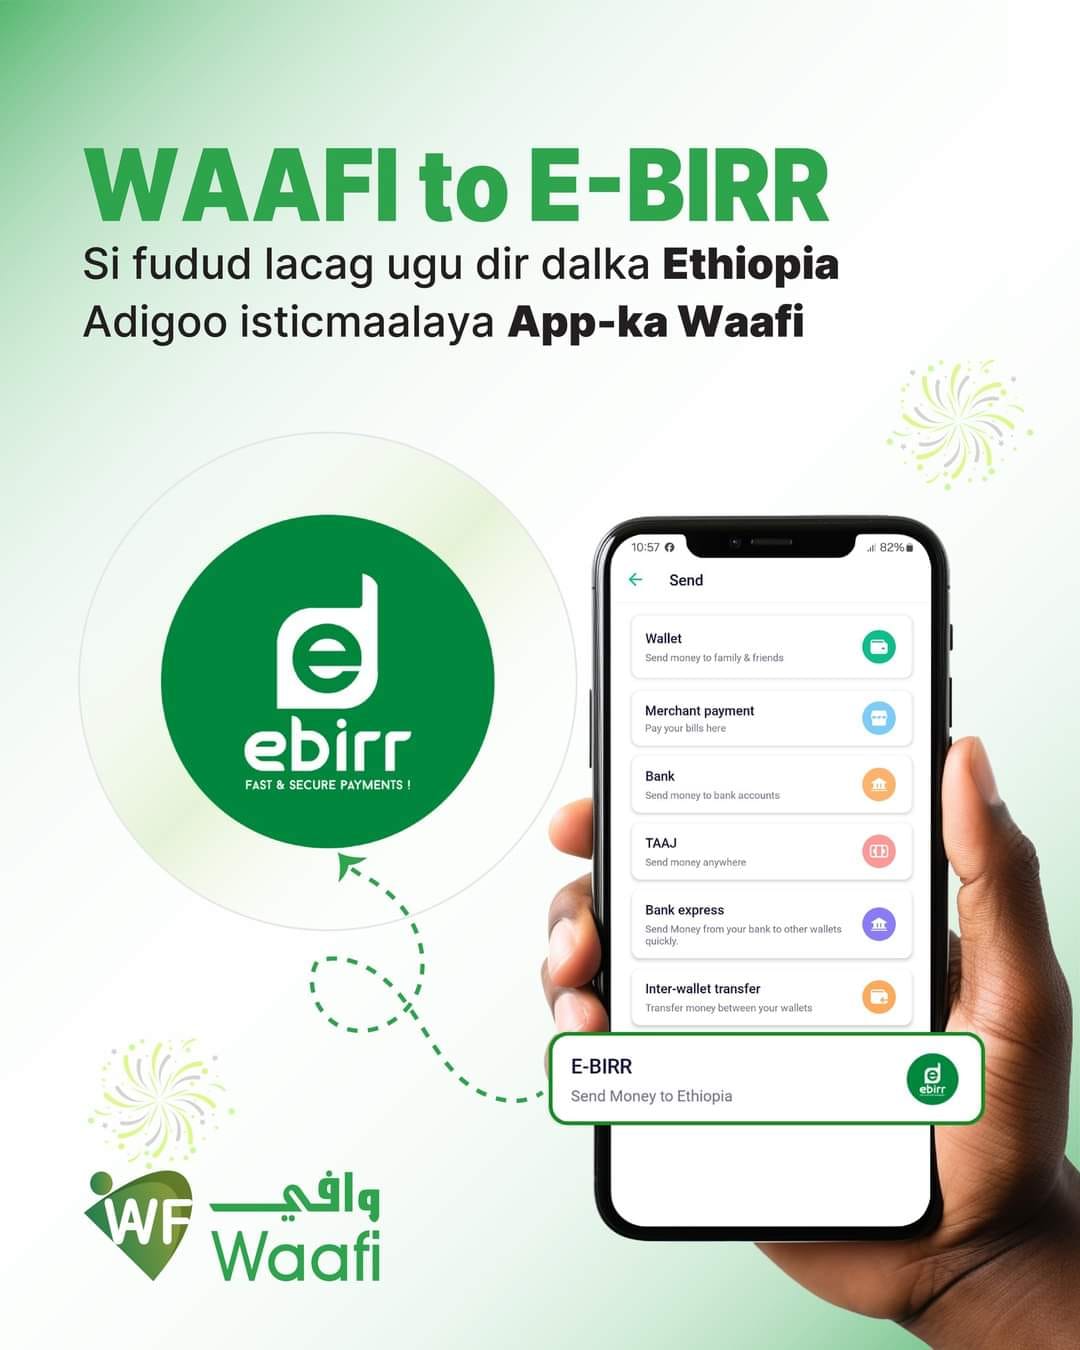 WAAFI to E-BIRR
Si fudud lacag ugu dir dalka Ethiopia
Adigoo isticmaalaya App-ka Waafi
ebirr
FAST & SECURE PAYMENTS !
10:57
82%
Send
Wallet
Send money to family & friends
Merchant payment
Pay your bills here
Bank
Send money to bank accounts
TAAJ
Send money anywhere
Bank express
Send Money from your bank to other wallets
quickly.
Inter-wallet transfer
Transfer money between your wallets
E-BIRR
Send Money to Ethiopia
ebirr
WF
وافي
Waafi